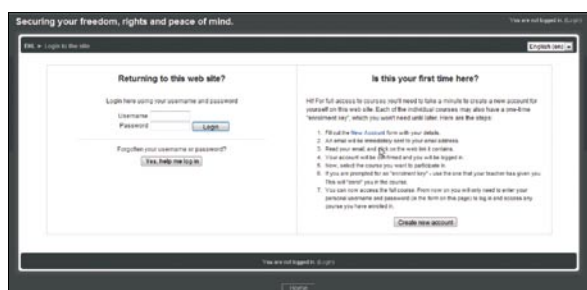 Securing your freedom, rights and peace of mind.
You are not logged in. (Login)
EHL ► Login to the site
English (en)
Returning to this web site?
Login here using your username and password
Username
Password
Login
Forgotten your username or password?
Yes, help me log in
Is this your first time here?
Hi! For full access to courses you'll need to take a minute to create a new account for
yourself on this web site. Each of the individual courses may also have a one-time
"enrolment key", which you won't need until later. Here are the steps:
1. Fill out the New Account form with your details.
2. An email will be immediately sent to your email address.
3. Read your email, and click on the web link it contains.
4. Your account will be confirmed and you will be logged in.
5. Now, select the course you want to participate in.
6. If you are prompted for an "enrolment key" - use the one that your teacher has given you.
This will "enrol" you in the course.
7. You can now access the full course. From now on you will only need to enter your
personal username and password (in the form on this page) to log in and access any
course you have enrolled in.
Create new account
You are not logged in. (Login)
Home